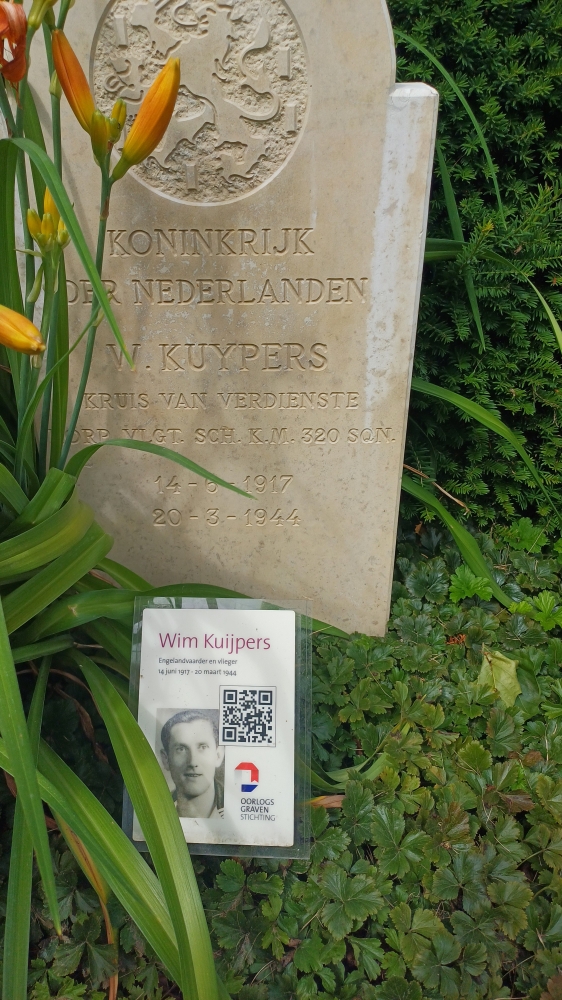 KONINKRIJK
DER NEDERLANDEN
W. KUYPERS
KRUIS VAN VERDIENSTE
KORP. VLGT. SCH. K.M. 320 SQN.
14 - 6 - 1917
20 - 3 - 1944
Wim Kuijpers
Engelandvaarder en vlieger
14 juni 1917 - 20 maart 1944
OORLOGS
GRAVEN
STICHTING